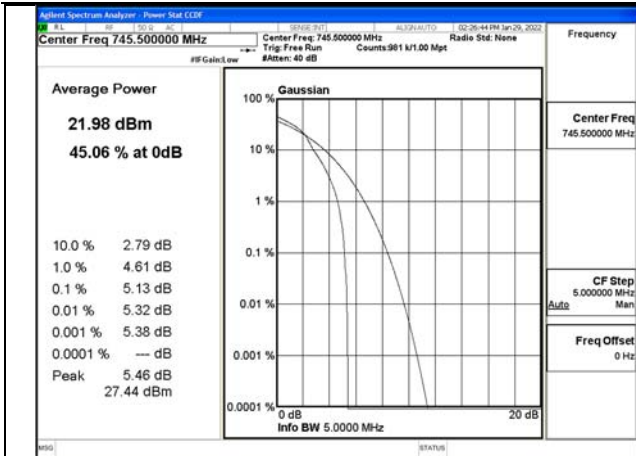 Agilent Spectrum Analyzer - Power Stat CCDF
RL RF 50 Ω AC SENSE:INT ALIGN AUTO 02:26:44 PM Jan 29, 2022
Center Freq 745.500000 MHz
Center Freq: 745.500000 MHz
Radio Std: None
Trig: Free Run
Counts:981 k/1.00 Mpt
#IFGain:Low
#Atten: 40 dB
Frequency
Average Power
21.98 dBm
45.06 % at 0dB
10.0 % 2.79 dB
1.0 % 4.61 dB
0.1 % 5.13 dB
0.01 % 5.32 dB
0.001 % 5.38 dB
0.0001 % --- dB
Peak 5.46 dB
27.44 dBm
Gaussian
100 %
10 %
1 %
0.1 %
0.01 %
0.001 %
0.0001 %
0 dB
20 dB
Info BW 5.0000 MHz
Center Freq
745.500000 MHz
CF Step
5.000000 MHz
Auto Man
Freq Offset
0 Hz
MSG
STATUS